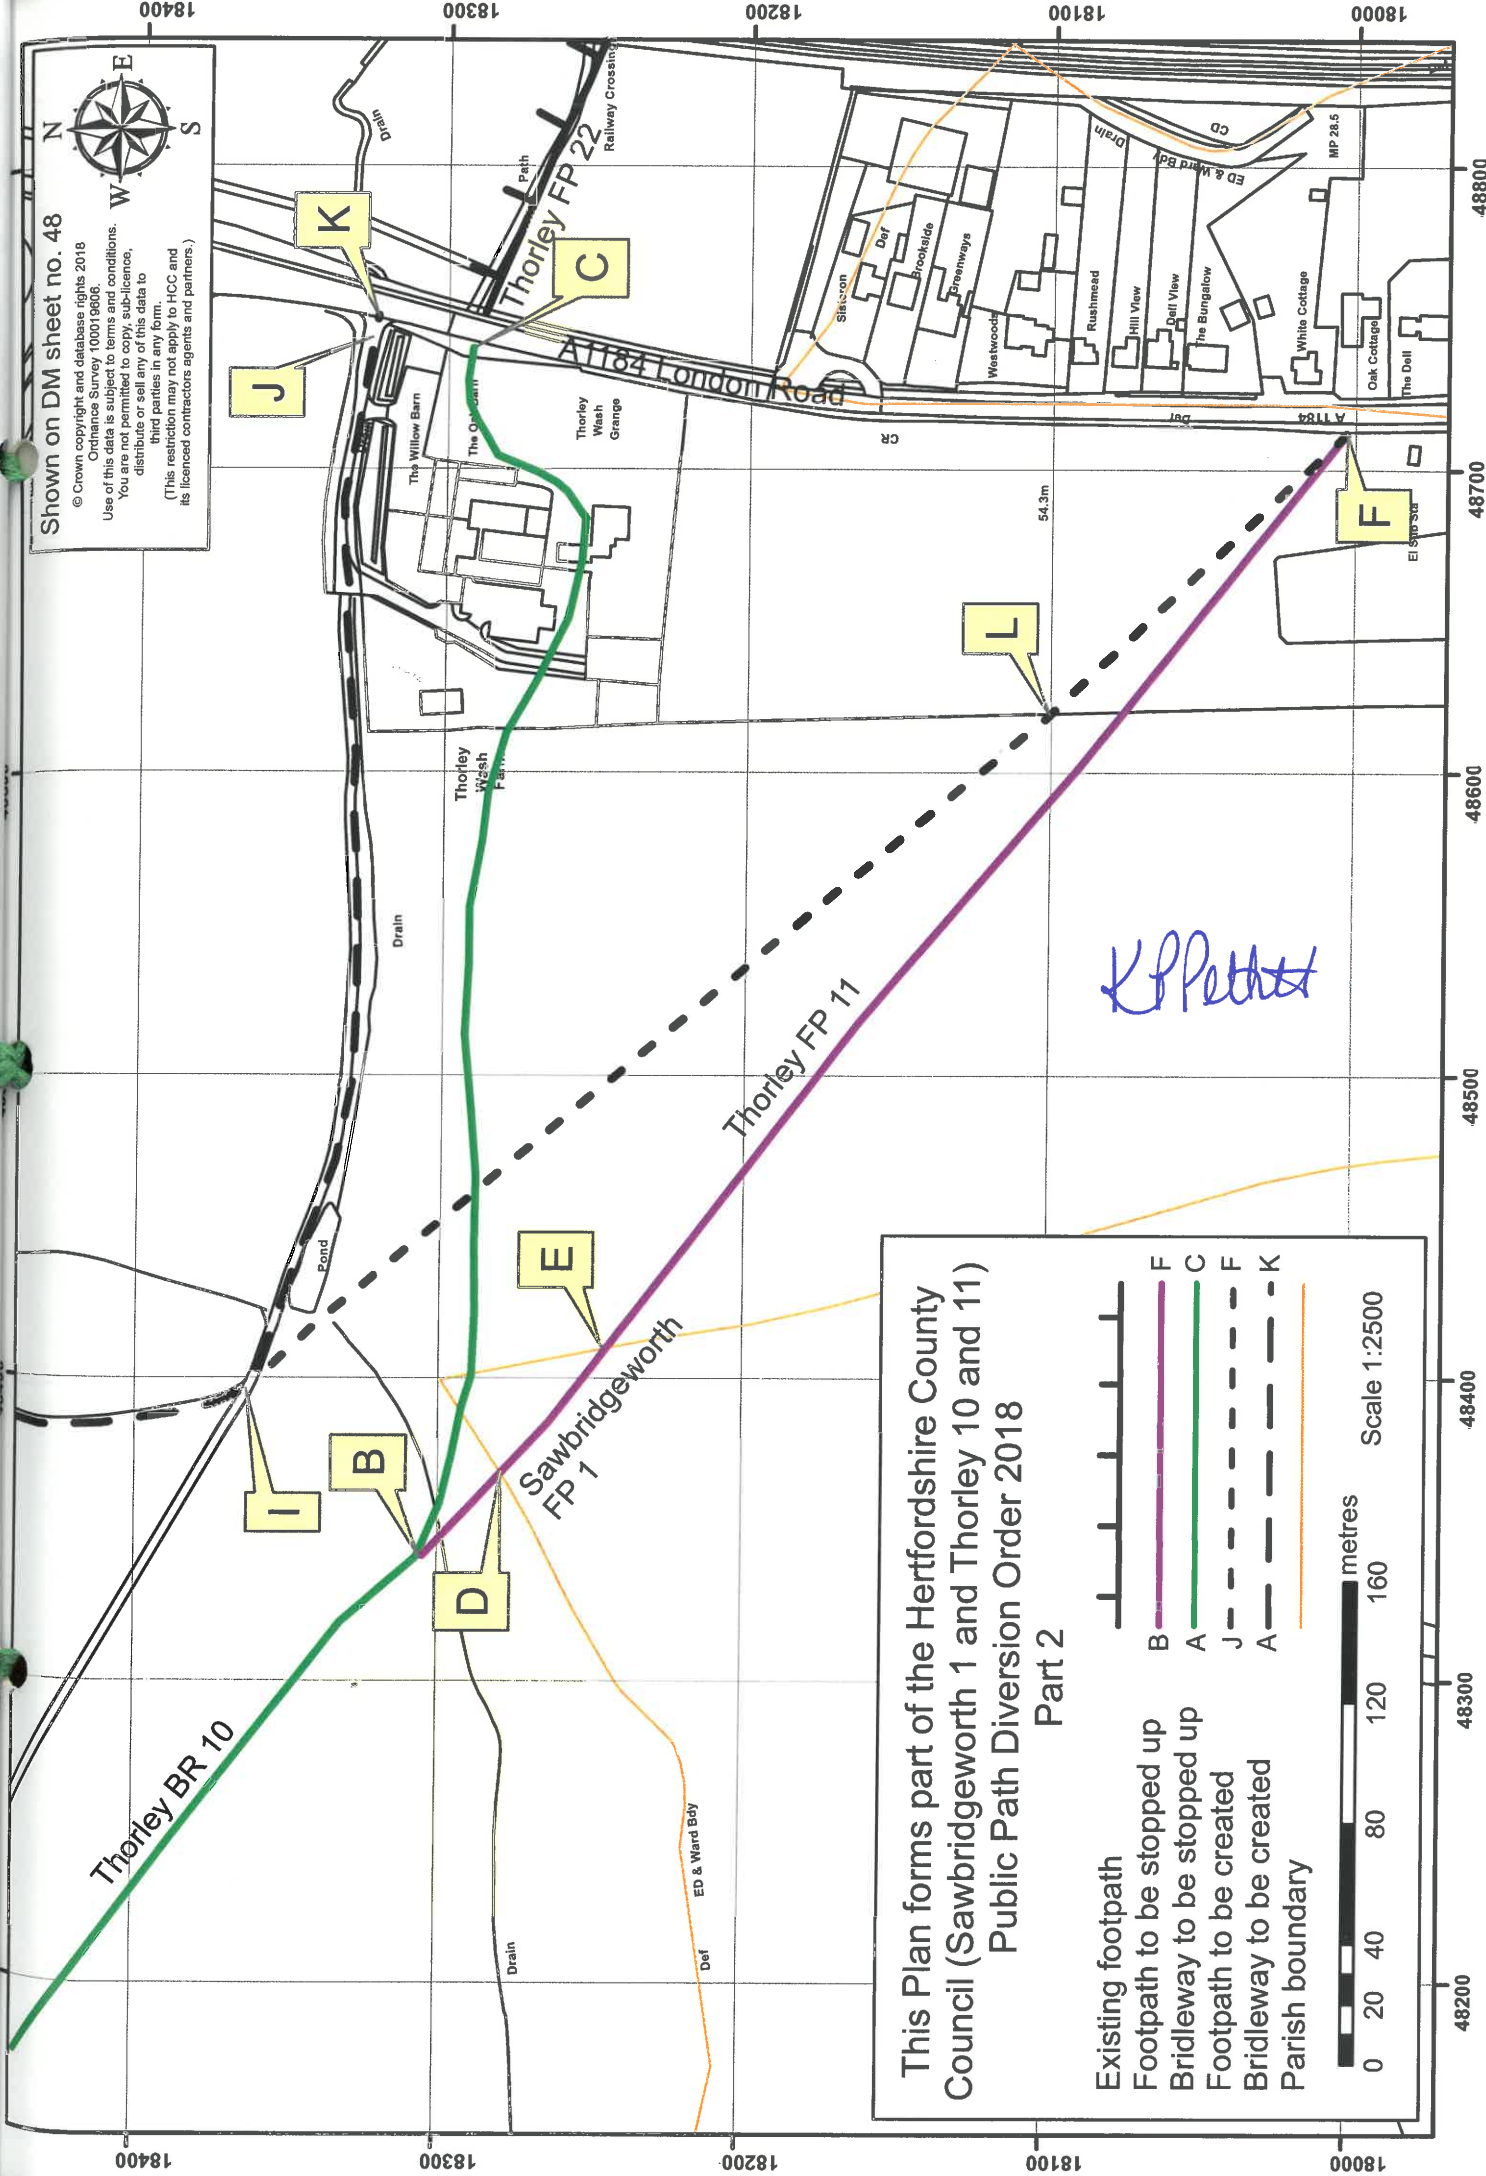 Shown on DM sheet no. 48
© Crown copyright and database rights 2018
Ordnance Survey 100019606.
Use of this data is subject to terms and conditions.
You are not permitted to copy, sub-licence,
distribute or sell any of this data to
third parties in any form.
(This restriction may not apply to HCC and
its licenced contractors agents and partners.)
N
E
S
W
18400
18300
18200
18100
18000
48800
48700
48600
48500
48400
48300
48200
18400
18300
18200
18100
18000
Drain
Path
Railway Crossing
Thorley FP 22
K
C
J
A1184 London Road
The Willow Barn
Thorley
Wash
Grange
Sisteron
Def
Brookside
Greenways
Westwoods
Rushmead
Hill View
Dell View
The Bungalow
White Cottage
Oak Cottage
The Dell
Drain
CD
ED & Ward Bdy
MP 28.5
Def
A 1184
CR
54.3m
F
El Sub Sta
L
Thorley
Wash
Farm
Drain
Pond
I
B
E
D
Thorley FP 11
Sawbridgeworth
FP 1
Thorley BR 10
Drain
Def
ED & Ward Bdy
This Plan forms part of the Hertfordshire County
Council (Sawbridgeworth 1 and Thorley 10 and 11)
Public Path Diversion Order 2018
Part 2
Existing footpath
Footpath to be stopped up B F
Bridleway to be stopped up A C
Footpath to be created J F
Bridleway to be created A K
Parish boundary
0 20 40 80 120 160 metres
Scale 1:2500